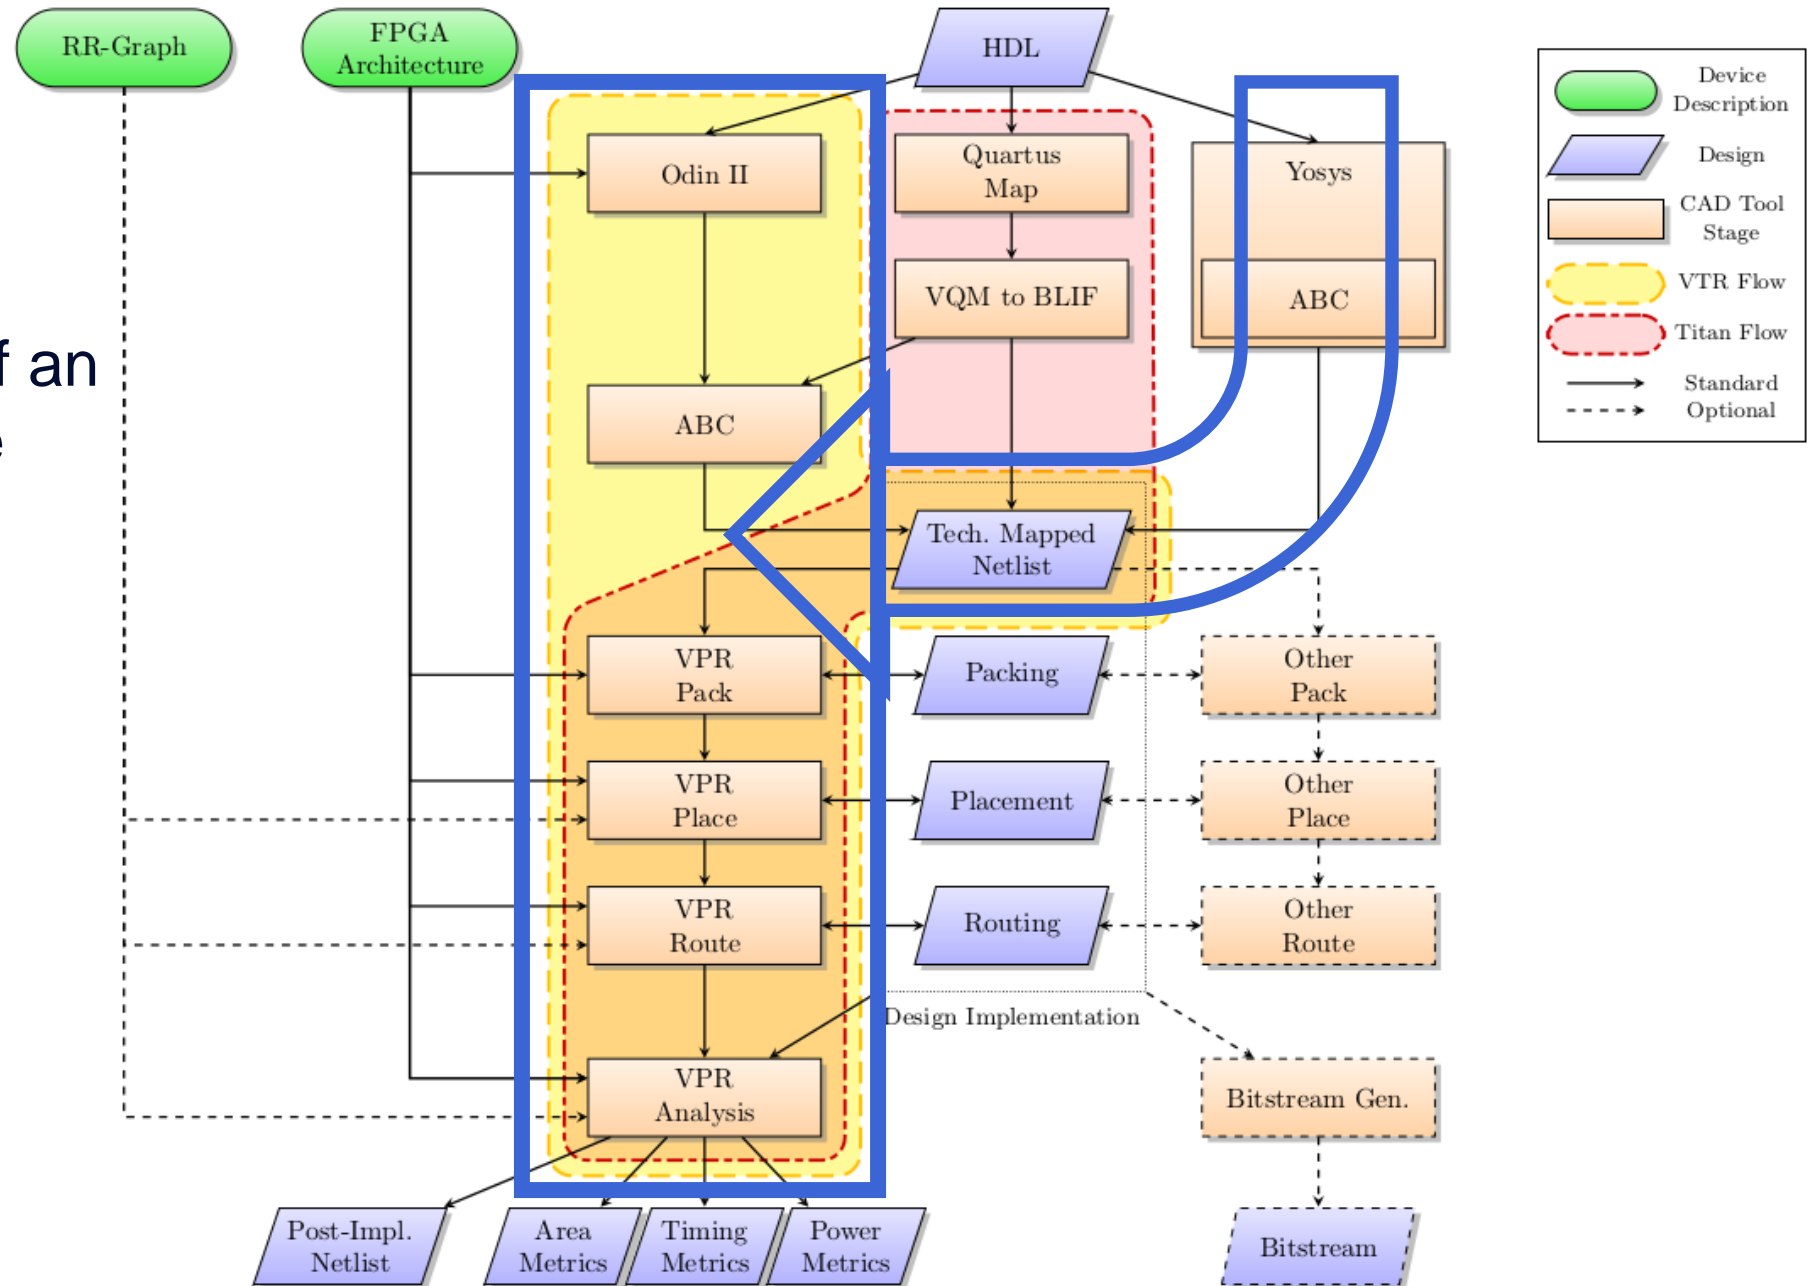 RR-Graph
FPGA
Architecture
HDL
Device
Description
Design
CAD Tool
Stage
VTR Flow
Titan Flow
Standard
Optional
Odin II
Quartus
Map
Yosys
VQM to BLIF
ABC
f an
e
ABC
Tech. Mapped
Netlist
VPR
Pack
Packing
Other
Pack
VPR
Place
Placement
Other
Place
VPR
Route
Routing
Other
Route
Design Implementation
VPR
Analysis
Bitstream Gen.
Post-Impl.
Netlist
Area
Metrics
Timing
Metrics
Power
Metrics
Bitstream